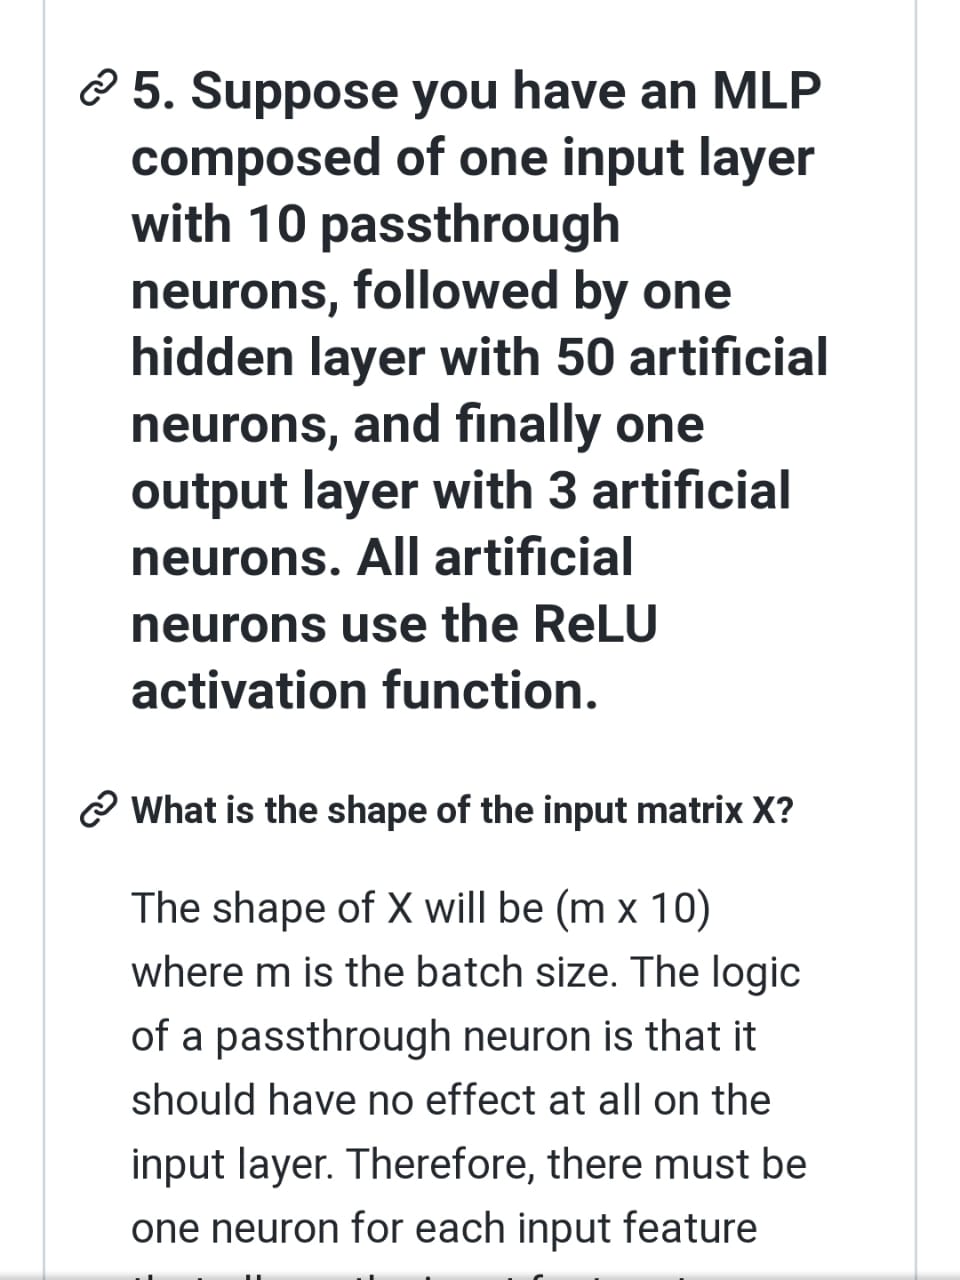 5. Suppose you have an MLP
composed of one input layer
with 10 passthrough
neurons, followed by one
hidden layer with 50 artificial
neurons, and finally one
output layer with 3 artificial
neurons. All artificial
neurons use the ReLU
activation function.
What is the shape of the input matrix X?
The shape of X will be (m x 10)
where m is the batch size. The logic
of a passthrough neuron is that it
should have no effect at all on the
input layer. Therefore, there must be
one neuron for each input feature